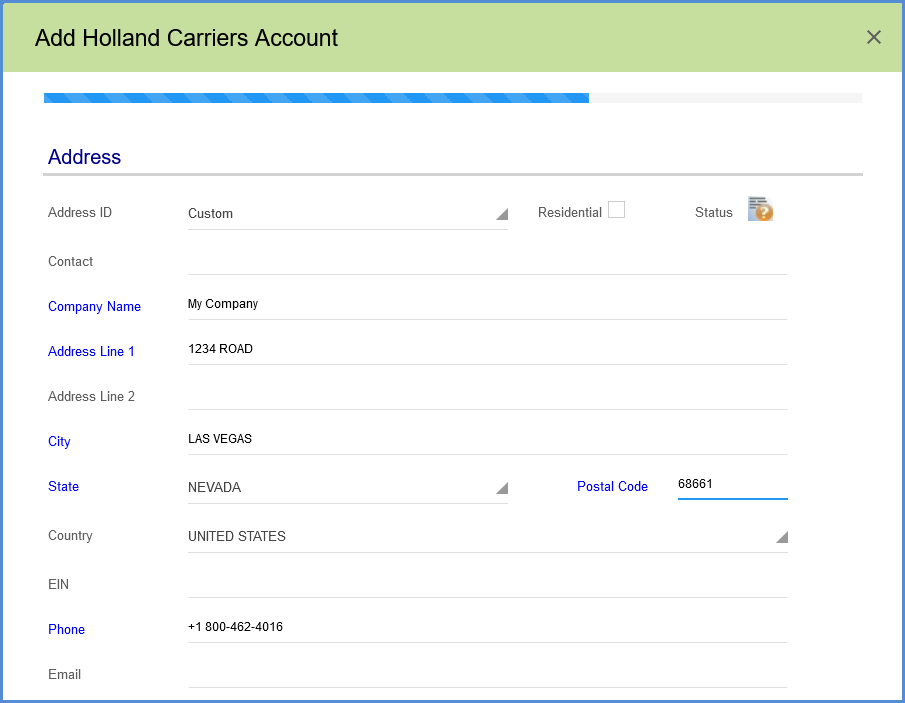 Add Holland Carriers Account
Address
Address ID Custom Residential Status
Contact
Company Name My Company
Address Line 1 1234 ROAD
Address Line 2
City LAS VEGAS
State NEVADA Postal Code 68661
Country UNITED STATES
EIN
Phone +1 800-462-4016
Email